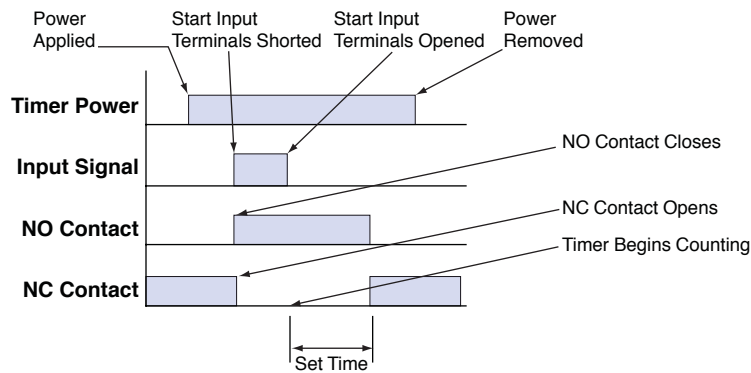 Power
Applied
Start Input
Terminals Shorted
Start Input
Terminals Opened
Power
Removed
Timer Power
Input Signal
NO Contact Closes
NO Contact
NC Contact Opens
Timer Begins Counting
NC Contact
Set Time